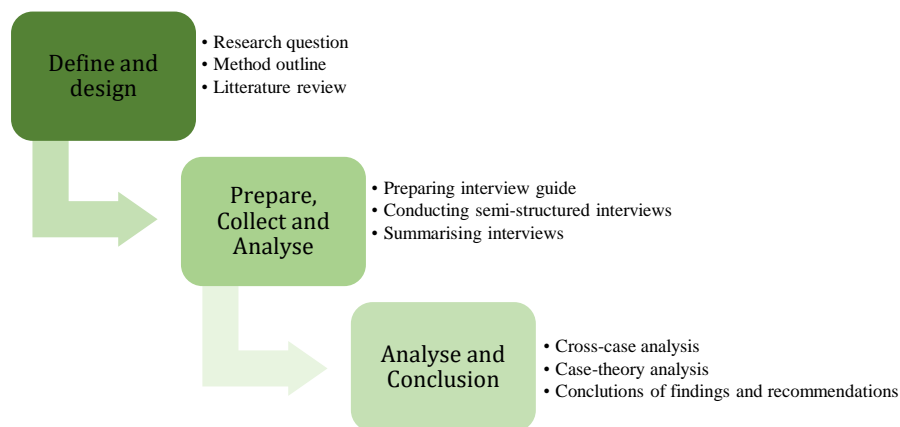 Define and
design
• Research question
• Method outline
• Litterature review
Prepare,
Collect and
Analyse
• Preparing interview guide
• Conducting semi-structured interviews
• Summarising interviews
Analyse and
Conclusion
• Cross-case analysis
• Case-theory analysis
• Conclutions of findings and recommendations